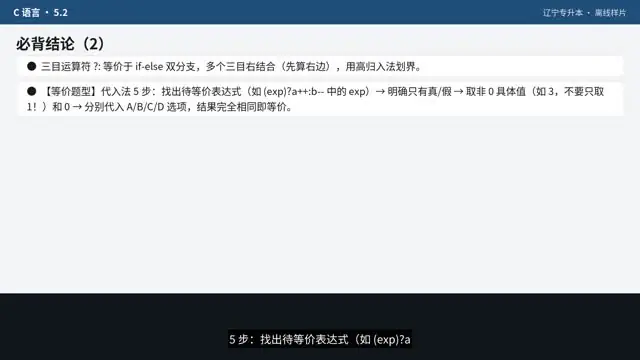 C 语言 • 5.2
辽宁专升本 • 离线样片
必背结论（2）
● 三目运算符 ?: 等价于 if-else 双分支，多个三目右结合（先算右边），用高归入法划界。
● 【等价题型】代入法 5 步：找出待等价表达式（如 (exp)?a++:b-- 中的 exp）→ 明确只有真/假 → 取非 0 具体值（如 3，不要只取
1！）和 0 → 分别代入 A/B/C/D 选项，结果完全相同即等价。
5 步：找出待等价表达式（如 (exp)?a